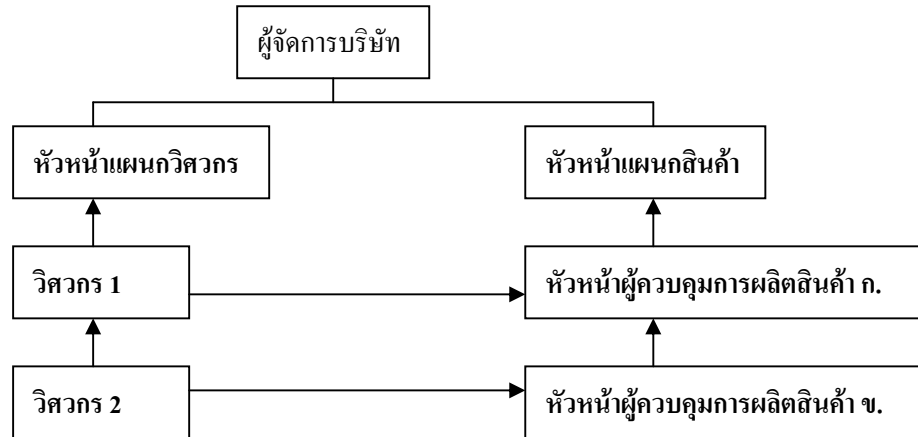 ผู้จัดการบริษัท
หัวหน้าแผนกวิศวกร
หัวหน้าแผนกสินค้า
วิศวกร 1
หัวหน้าผู้ควบคุมการผลิตสินค้า ก.
วิศวกร 2
หัวหน้าผู้ควบคุมการผลิตสินค้า ข.